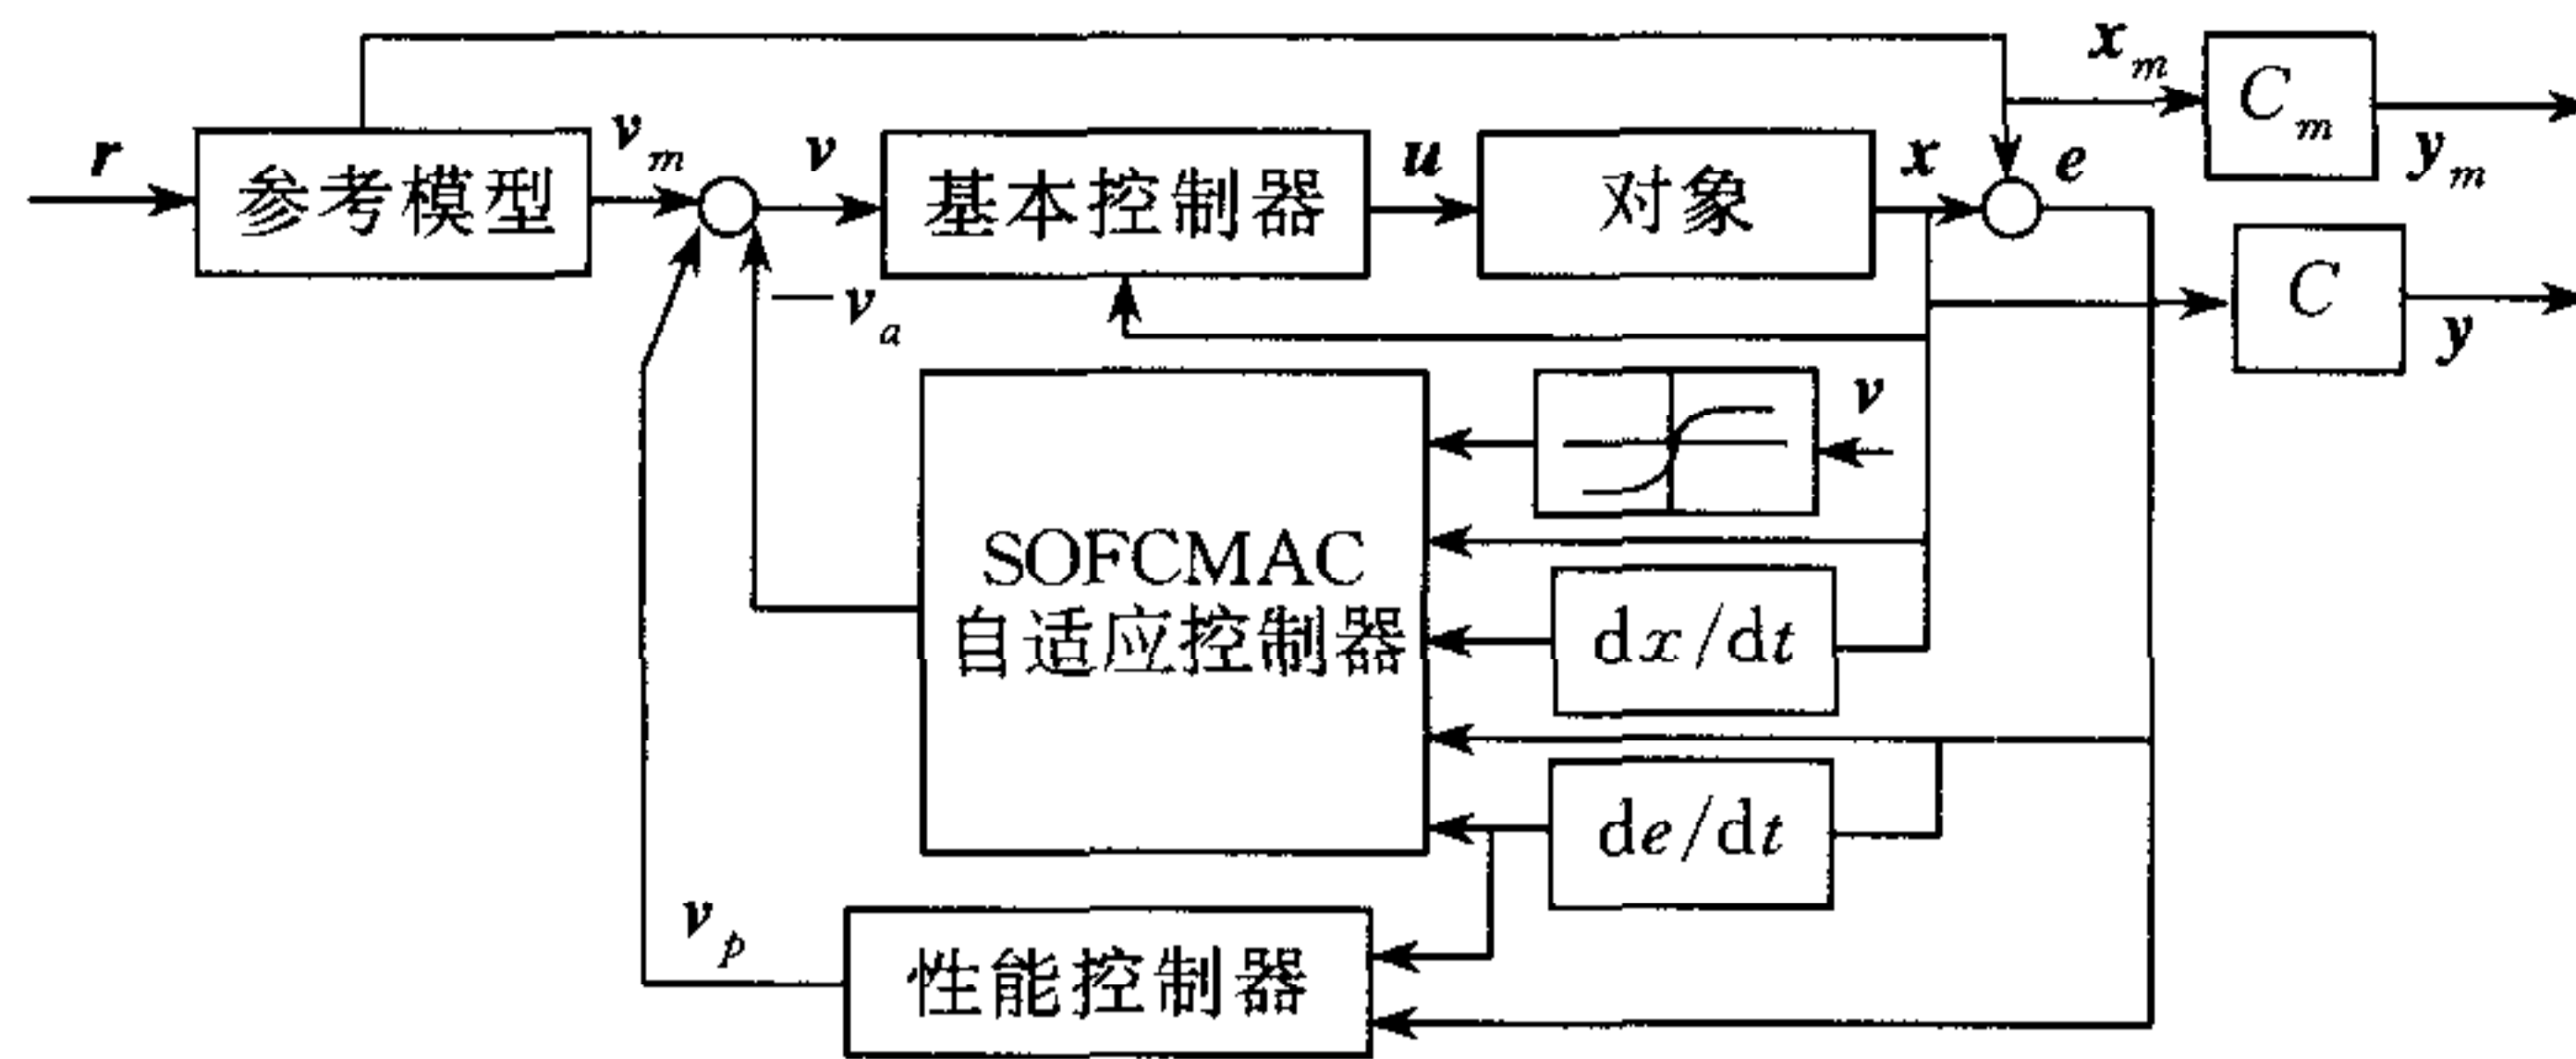 r
参考模型
v_m
v
基本控制器
u
对象
x
e
x_m
C_m
y_m
C
y
—v_a
SOFCMAC
自适应控制器
v
dx/dt
de/dt
v_p
性能控制器